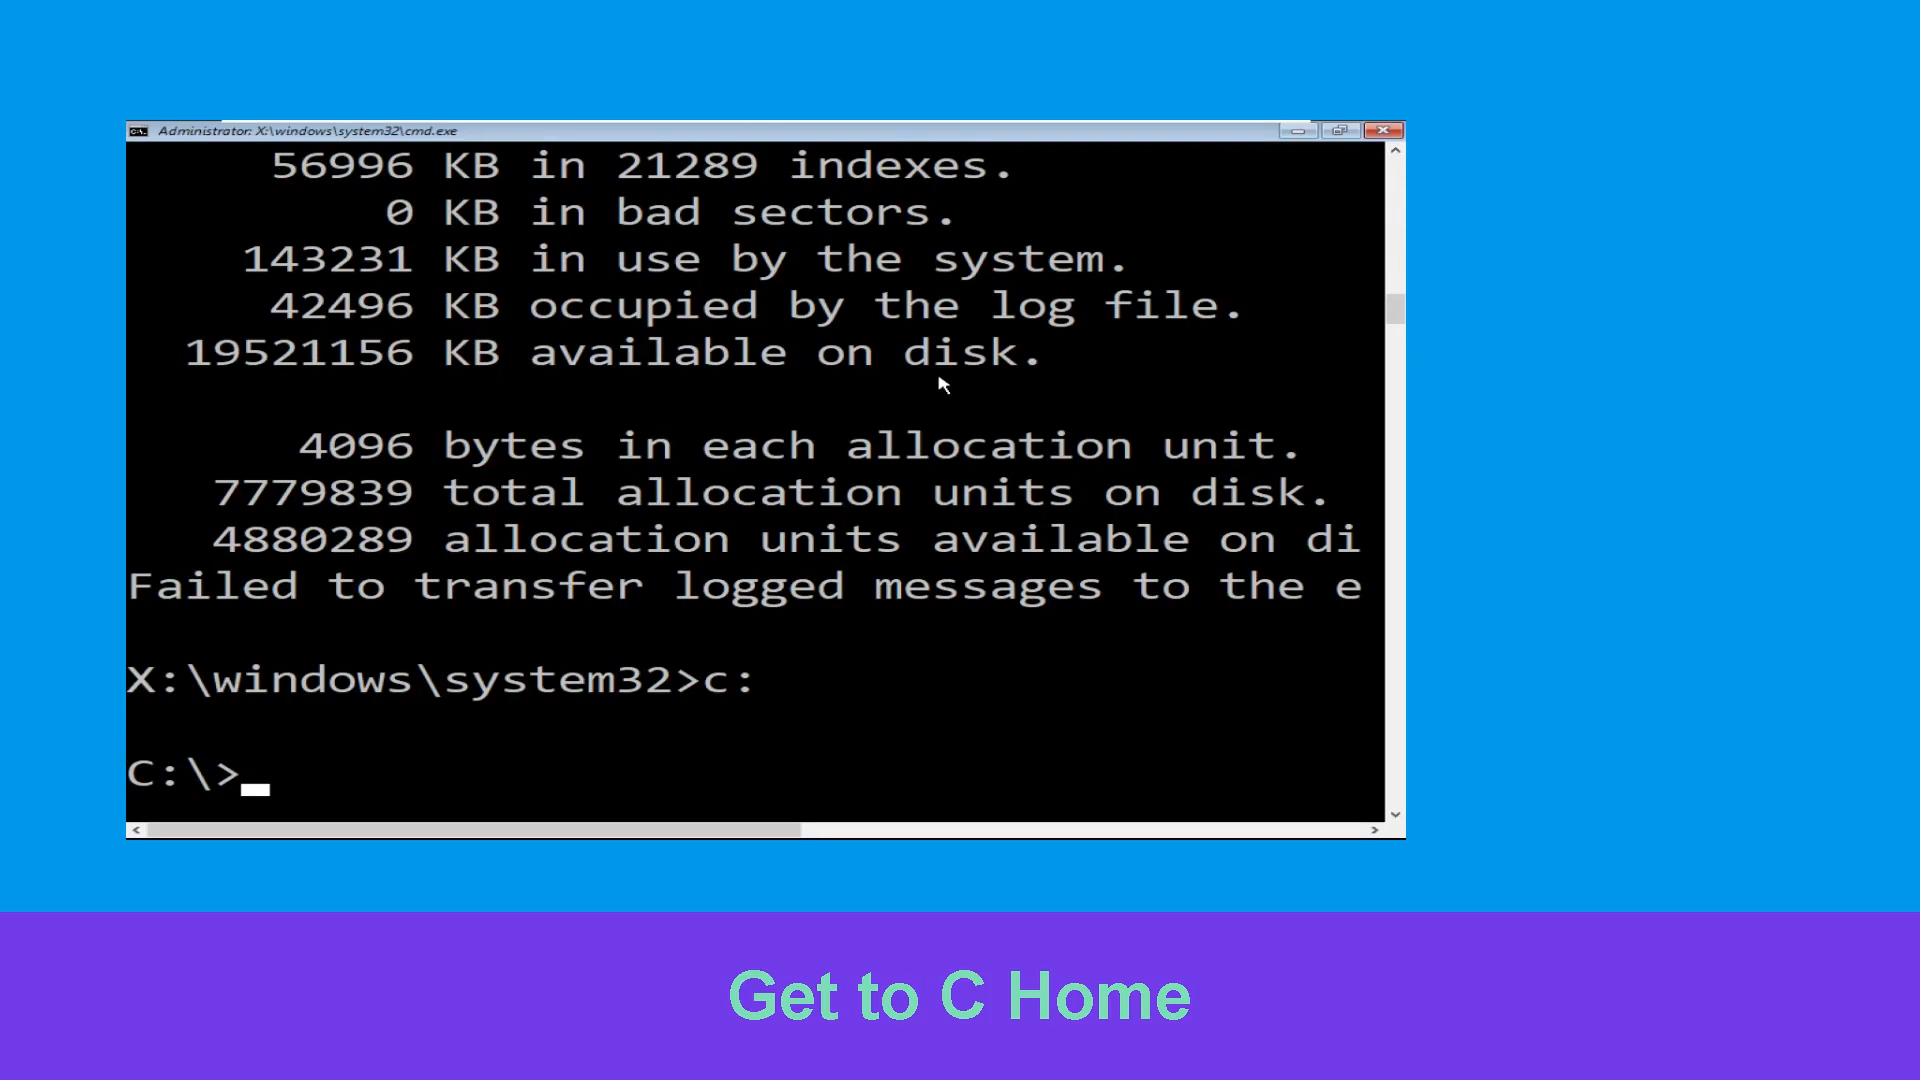 Administrator: X:\windows\system32\cmd.exe
56996 KB in 21289 indexes.
0 KB in bad sectors.
143231 KB in use by the system.
42496 KB occupied by the log file.
19521156 KB available on disk.
4096 bytes in each allocation unit.
7779839 total allocation units on disk.
4880289 allocation units available on di
Failed to transfer logged messages to the e
X:\windows\system32>c:
C:\>
Get to C Home